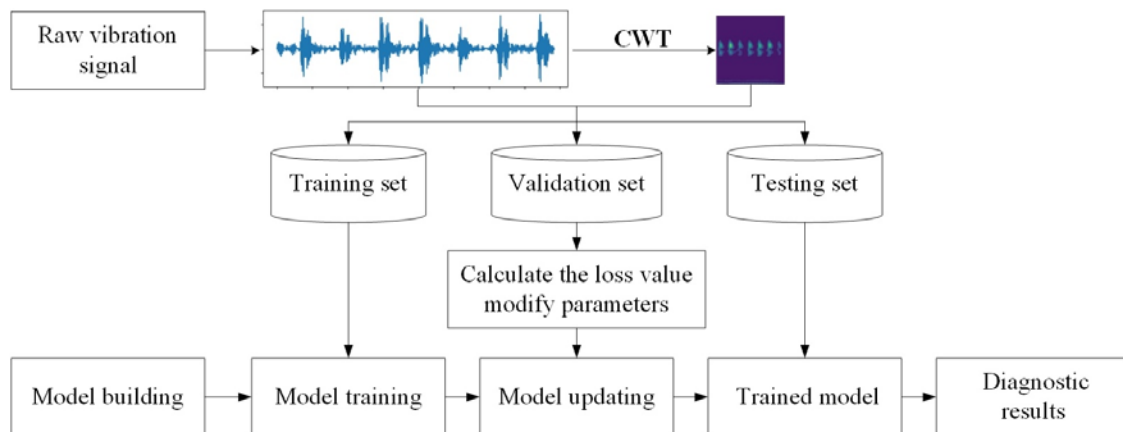 Raw vibration
signal
CWT
Training set
Validation set
Testing set
Calculate the loss value
modify parameters
Model building
Model training
Model updating
Trained model
Diagnostic
results